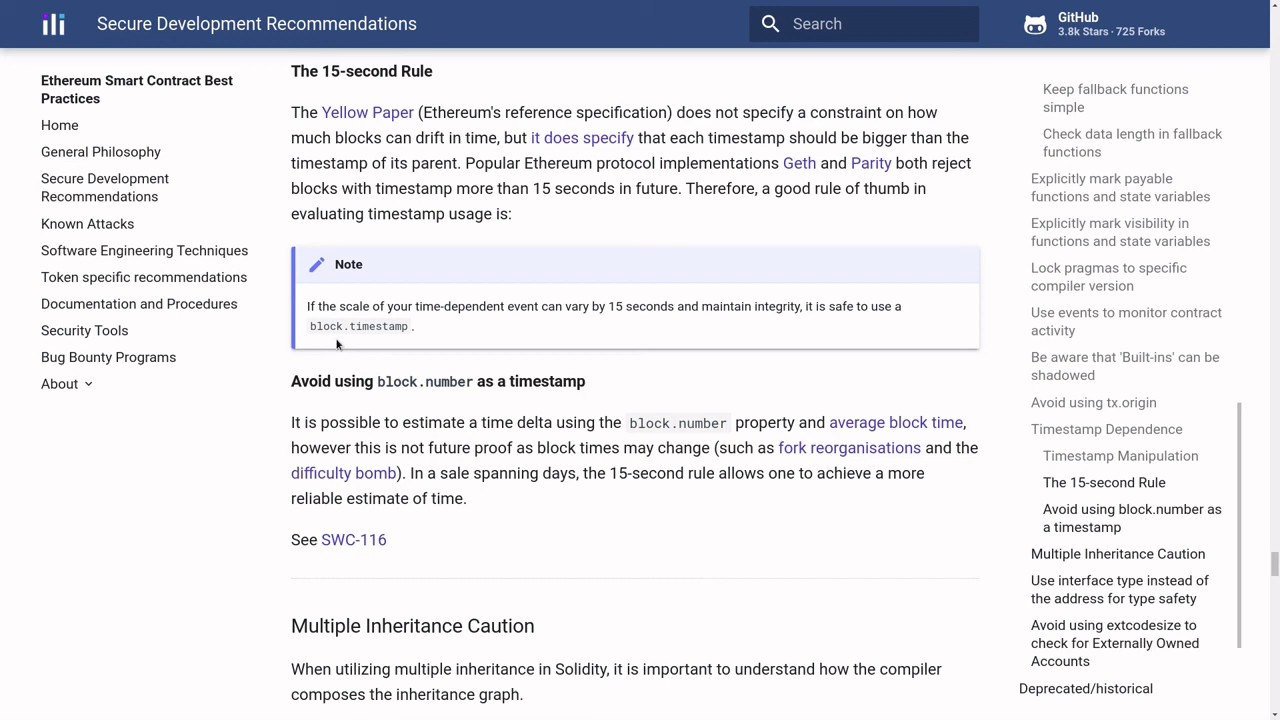 Secure Development Recommendations
Search
GitHub
3.8k Stars · 725 Forks
Ethereum Smart Contract Best
Practices
Home
General Philosophy
Secure Development
Recommendations
Known Attacks
Software Engineering Techniques
Token specific recommendations
Documentation and Procedures
Security Tools
Bug Bounty Programs
About
The 15-second Rule
The Yellow Paper (Ethereum's reference specification) does not specify a constraint on how
much blocks can drift in time, but it does specify that each timestamp should be bigger than the
timestamp of its parent. Popular Ethereum protocol implementations Geth and Parity both reject
blocks with timestamp more than 15 seconds in future. Therefore, a good rule of thumb in
evaluating timestamp usage is:
Note
If the scale of your time-dependent event can vary by 15 seconds and maintain integrity, it is safe to use a
block.timestamp.
Avoid using block.number as a timestamp
It is possible to estimate a time delta using the block.number property and average block time,
however this is not future proof as block times may change (such as fork reorganisations and the
difficulty bomb). In a sale spanning days, the 15-second rule allows one to achieve a more
reliable estimate of time.
See SWC-116
Multiple Inheritance Caution
When utilizing multiple inheritance in Solidity, it is important to understand how the compiler
composes the inheritance graph.
Keep fallback functions
simple
Check data length in fallback
functions
Explicitly mark payable
functions and state variables
Explicitly mark visibility in
functions and state variables
Lock pragmas to specific
compiler version
Use events to monitor contract
activity
Be aware that 'Built-ins' can be
shadowed
Avoid using tx.origin
Timestamp Dependence
Timestamp Manipulation
The 15-second Rule
Avoid using block.number as
a timestamp
Multiple Inheritance Caution
Use interface type instead of
the address for type safety
Avoid using extcodesize to
check for Externally Owned
Accounts
Deprecated/historical